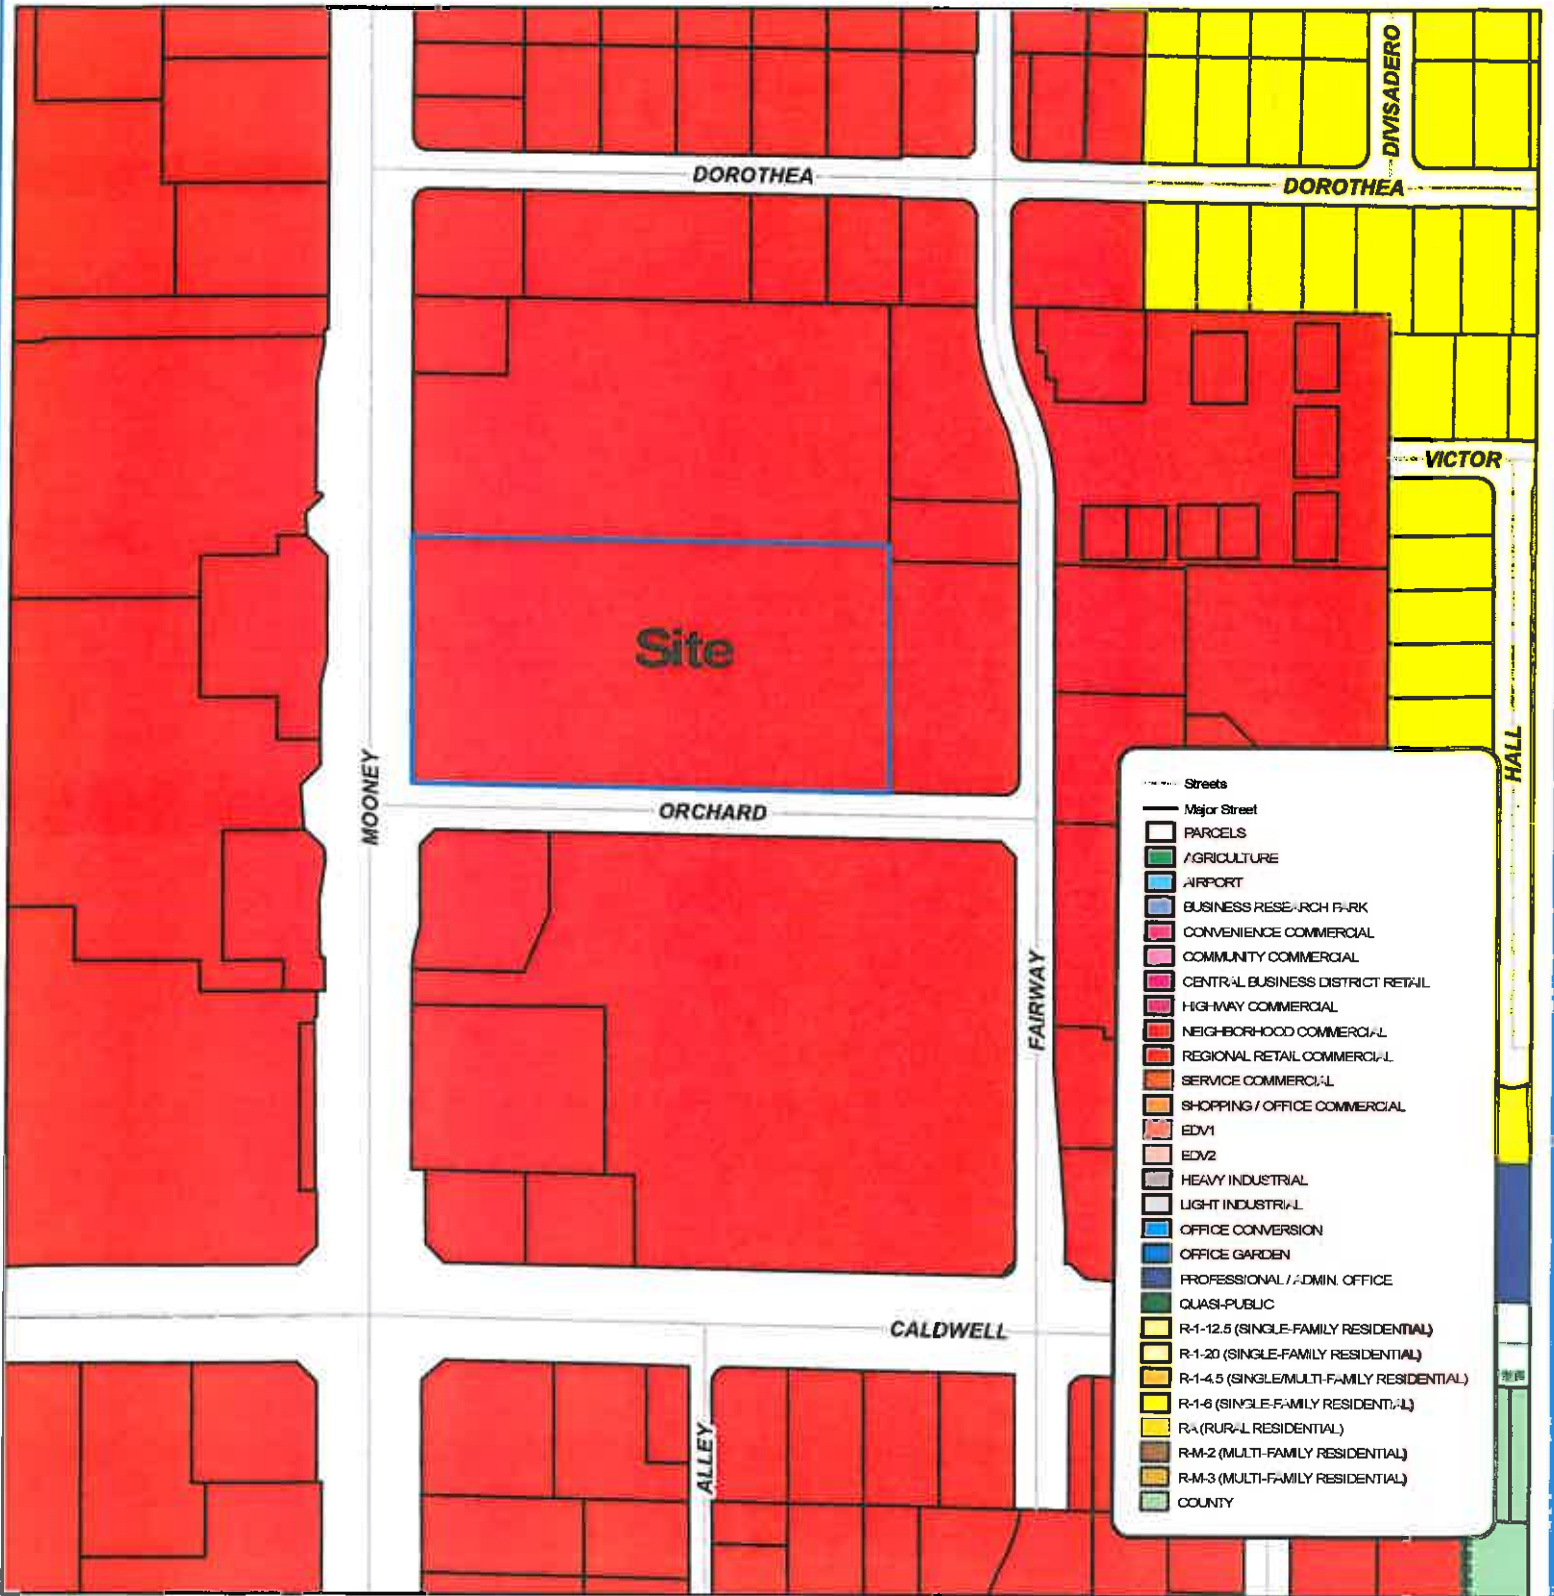 DIVISADERO
DOROTHEA
DOROTHEA
VICTOR
Site
HALL
MOONEY
ORCHARD
FAIRWAY
CALDWELL
ALLEY
Streets
Major Street
PARCELS
AGRICULTURE
AIRPORT
BUSINESS RESEARCH PARK
CONVENIENCE COMMERCIAL
COMMUNITY COMMERCIAL
CENTRAL BUSINESS DISTRICT RETAIL
HIGHWAY COMMERCIAL
NEIGHBORHOOD COMMERCIAL
REGIONAL RETAIL COMMERCIAL
SERVICE COMMERCIAL
SHOPPING / OFFICE COMMERCIAL
EDV1
EDV2
HEAVY INDUSTRIAL
LIGHT INDUSTRIAL
OFFICE CONVERSION
OFFICE GARDEN
PROFESSIONAL / ADMIN. OFFICE
QUASI-PUBLIC
R-1-12.5 (SINGLE-FAMILY RESIDENTIAL)
R-1-20 (SINGLE-FAMILY RESIDENTIAL)
R-1-4.5 (SINGLE/MULTI-FAMILY RESIDENTIAL)
R-1-6 (SINGLE-FAMILY RESIDENTIAL)
RA (RURAL RESIDENTIAL)
R-M-2 (MULTI-FAMILY RESIDENTIAL)
R-M-3 (MULTI-FAMILY RESIDENTIAL)
COUNTY